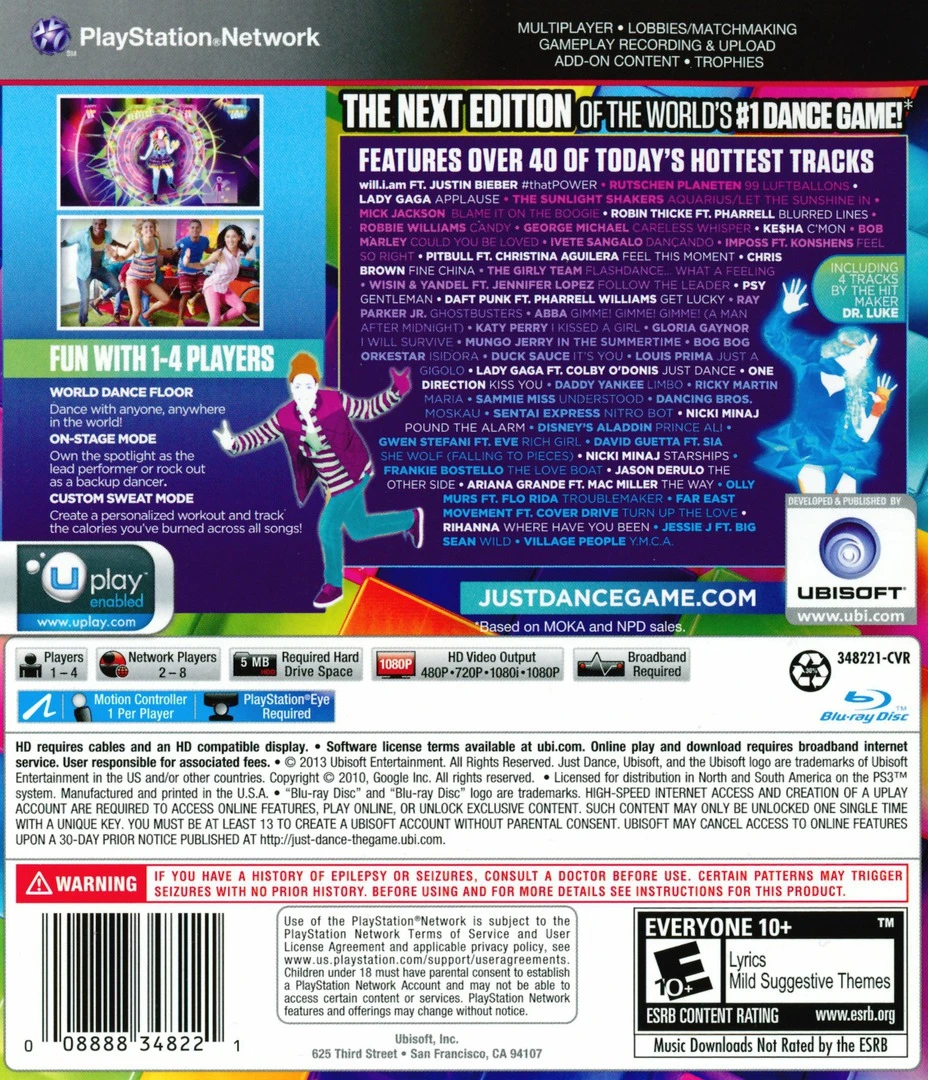 PlayStation®Network
SM
MULTIPLAYER • LOBBIES/MATCHMAKING
GAMEPLAY RECORDING & UPLOAD
ADD-ON CONTENT • TROPHIES
THE NEXT EDITION OF THE WORLD'S #1 DANCE GAME!*
FEATURES OVER 40 OF TODAY'S HOTTEST TRACKS
will.i.am FT. JUSTIN BIEBER #thatPOWER • RUTSCHEN PLANETEN 99 LUFTBALLONS •
LADY GAGA APPLAUSE • THE SUNLIGHT SHAKERS AQUARIUS/LET THE SUNSHINE IN •
MICK JACKSON BLAME IT ON THE BOOGIE • ROBIN THICKE FT. PHARRELL BLURRED LINES •
ROBBIE WILLIAMS CANDY • GEORGE MICHAEL CARELESS WHISPER • KE$HA C'MON • BOB
MARLEY COULD YOU BE LOVED • IVETE SANGALO DANÇANDO • IMPOSS FT. KONSHENS FEEL
SO RIGHT • PITBULL FT. CHRISTINA AGUILERA FEEL THIS MOMENT • CHRIS
BROWN FINE CHINA • THE GIRLY TEAM FLASHDANCE... WHAT A FEELING
• WISIN & YANDEL FT. JENNIFER LOPEZ FOLLOW THE LEADER • PSY
GENTLEMAN • DAFT PUNK FT. PHARRELL WILLIAMS GET LUCKY • RAY
PARKER JR. GHOSTBUSTERS • ABBA GIMME! GIMME! GIMME! (A MAN
AFTER MIDNIGHT) • KATY PERRY I KISSED A GIRL • GLORIA GAYNOR
I WILL SURVIVE • MUNGO JERRY IN THE SUMMERTIME • BOG BOG
ORKESTAR ISIDORA • DUCK SAUCE IT'S YOU • LOUIS PRIMA JUST A
GIGOLO • LADY GAGA FT. COLBY O'DONIS JUST DANCE • ONE
DIRECTION KISS YOU • DADDY YANKEE LIMBO • RICKY MARTIN
MARIA • SAMMIE MISS UNDERSTOOD • DANCING BROS.
MOSKAU • SENTAI EXPRESS NITRO BOT • NICKI MINAJ
POUND THE ALARM • DISNEY'S ALADDIN PRINCE ALI •
GWEN STEFANI FT. EVE RICH GIRL • DAVID GUETTA FT. SIA
SHE WOLF (FALLING TO PIECES) • NICKI MINAJ STARSHIPS •
FRANKIE BOSTELLO THE LOVE BOAT • JASON DERULO THE
OTHER SIDE • ARIANA GRANDE FT. MAC MILLER THE WAY • OLLY
MURS FT. FLO RIDA TROUBLEMAKER • FAR EAST
MOVEMENT FT. COVER DRIVE TURN UP THE LOVE •
RIHANNA WHERE HAVE YOU BEEN • JESSIE J FT. BIG
SEAN WILD • VILLAGE PEOPLE Y.M.C.A.
INCLUDING
4 TRACKS
BY THE HIT
MAKER
DR. LUKE
FUN WITH 1-4 PLAYERS
WORLD DANCE FLOOR
Dance with anyone, anywhere
in the world!
ON-STAGE MODE
Own the spotlight as the
lead performer or rock out
as a backup dancer.
CUSTOM SWEAT MODE
Create a personalized workout and track
the calories you've burned across all songs!
U play™
enabled
www.uplay.com
JUSTDANCEGAME.COM
*Based on MOKA and NPD sales.
DEVELOPED & PUBLISHED BY
UBISOFT®
www.ubi.com
Players
1 – 4
Network Players
2 – 8
5 MB
HDD
Required Hard
Drive Space
1080P
HD Video Output
480P•720P•1080i•1080P
Broadband
Required
348221-CVR
Motion Controller
1 Per Player
PlayStation®Eye
Required
Blu-ray Disc™
HD requires cables and an HD compatible display. • Software license terms available at ubi.com. Online play and download requires broadband internet
service. User responsible for associated fees. • © 2013 Ubisoft Entertainment. All Rights Reserved. Just Dance, Ubisoft, and the Ubisoft logo are trademarks of Ubisoft
Entertainment in the US and/or other countries. Copyright © 2010, Google Inc. All rights reserved. • Licensed for distribution in North and South America on the PS3™
system. Manufactured and printed in the U.S.A. • "Blu-ray Disc" and "Blu-ray Disc" logo are trademarks. HIGH-SPEED INTERNET ACCESS AND CREATION OF A UPLAY
ACCOUNT ARE REQUIRED TO ACCESS ONLINE FEATURES, PLAY ONLINE, OR UNLOCK EXCLUSIVE CONTENT. SUCH CONTENT MAY ONLY BE UNLOCKED ONE SINGLE TIME
WITH A UNIQUE KEY. YOU MUST BE AT LEAST 13 TO CREATE A UBISOFT ACCOUNT WITHOUT PARENTAL CONSENT. UBISOFT MAY CANCEL ACCESS TO ONLINE FEATURES
UPON A 30-DAY PRIOR NOTICE PUBLISHED AT http://just-dance-thegame.ubi.com.
WARNING
IF YOU HAVE A HISTORY OF EPILEPSY OR SEIZURES, CONSULT A DOCTOR BEFORE USE. CERTAIN PATTERNS MAY TRIGGER
SEIZURES WITH NO PRIOR HISTORY. BEFORE USING AND FOR MORE DETAILS SEE INSTRUCTIONS FOR THIS PRODUCT.
0 08888 34822 1
Use of the PlayStation®Network is subject to the
PlayStation Network Terms of Service and User
License Agreement and applicable privacy policy, see
www.us.playstation.com/support/useragreements.
Children under 18 must have parental consent to establish
a PlayStation Network Account and may not be able to
access certain content or services. PlayStation Network
features and offerings may change without notice.
Ubisoft, Inc.
625 Third Street • San Francisco, CA 94107
EVERYONE 10+
TM
E
10+
Lyrics
Mild Suggestive Themes
ESRB CONTENT RATING www.esrb.org
Music Downloads Not Rated by the ESRB